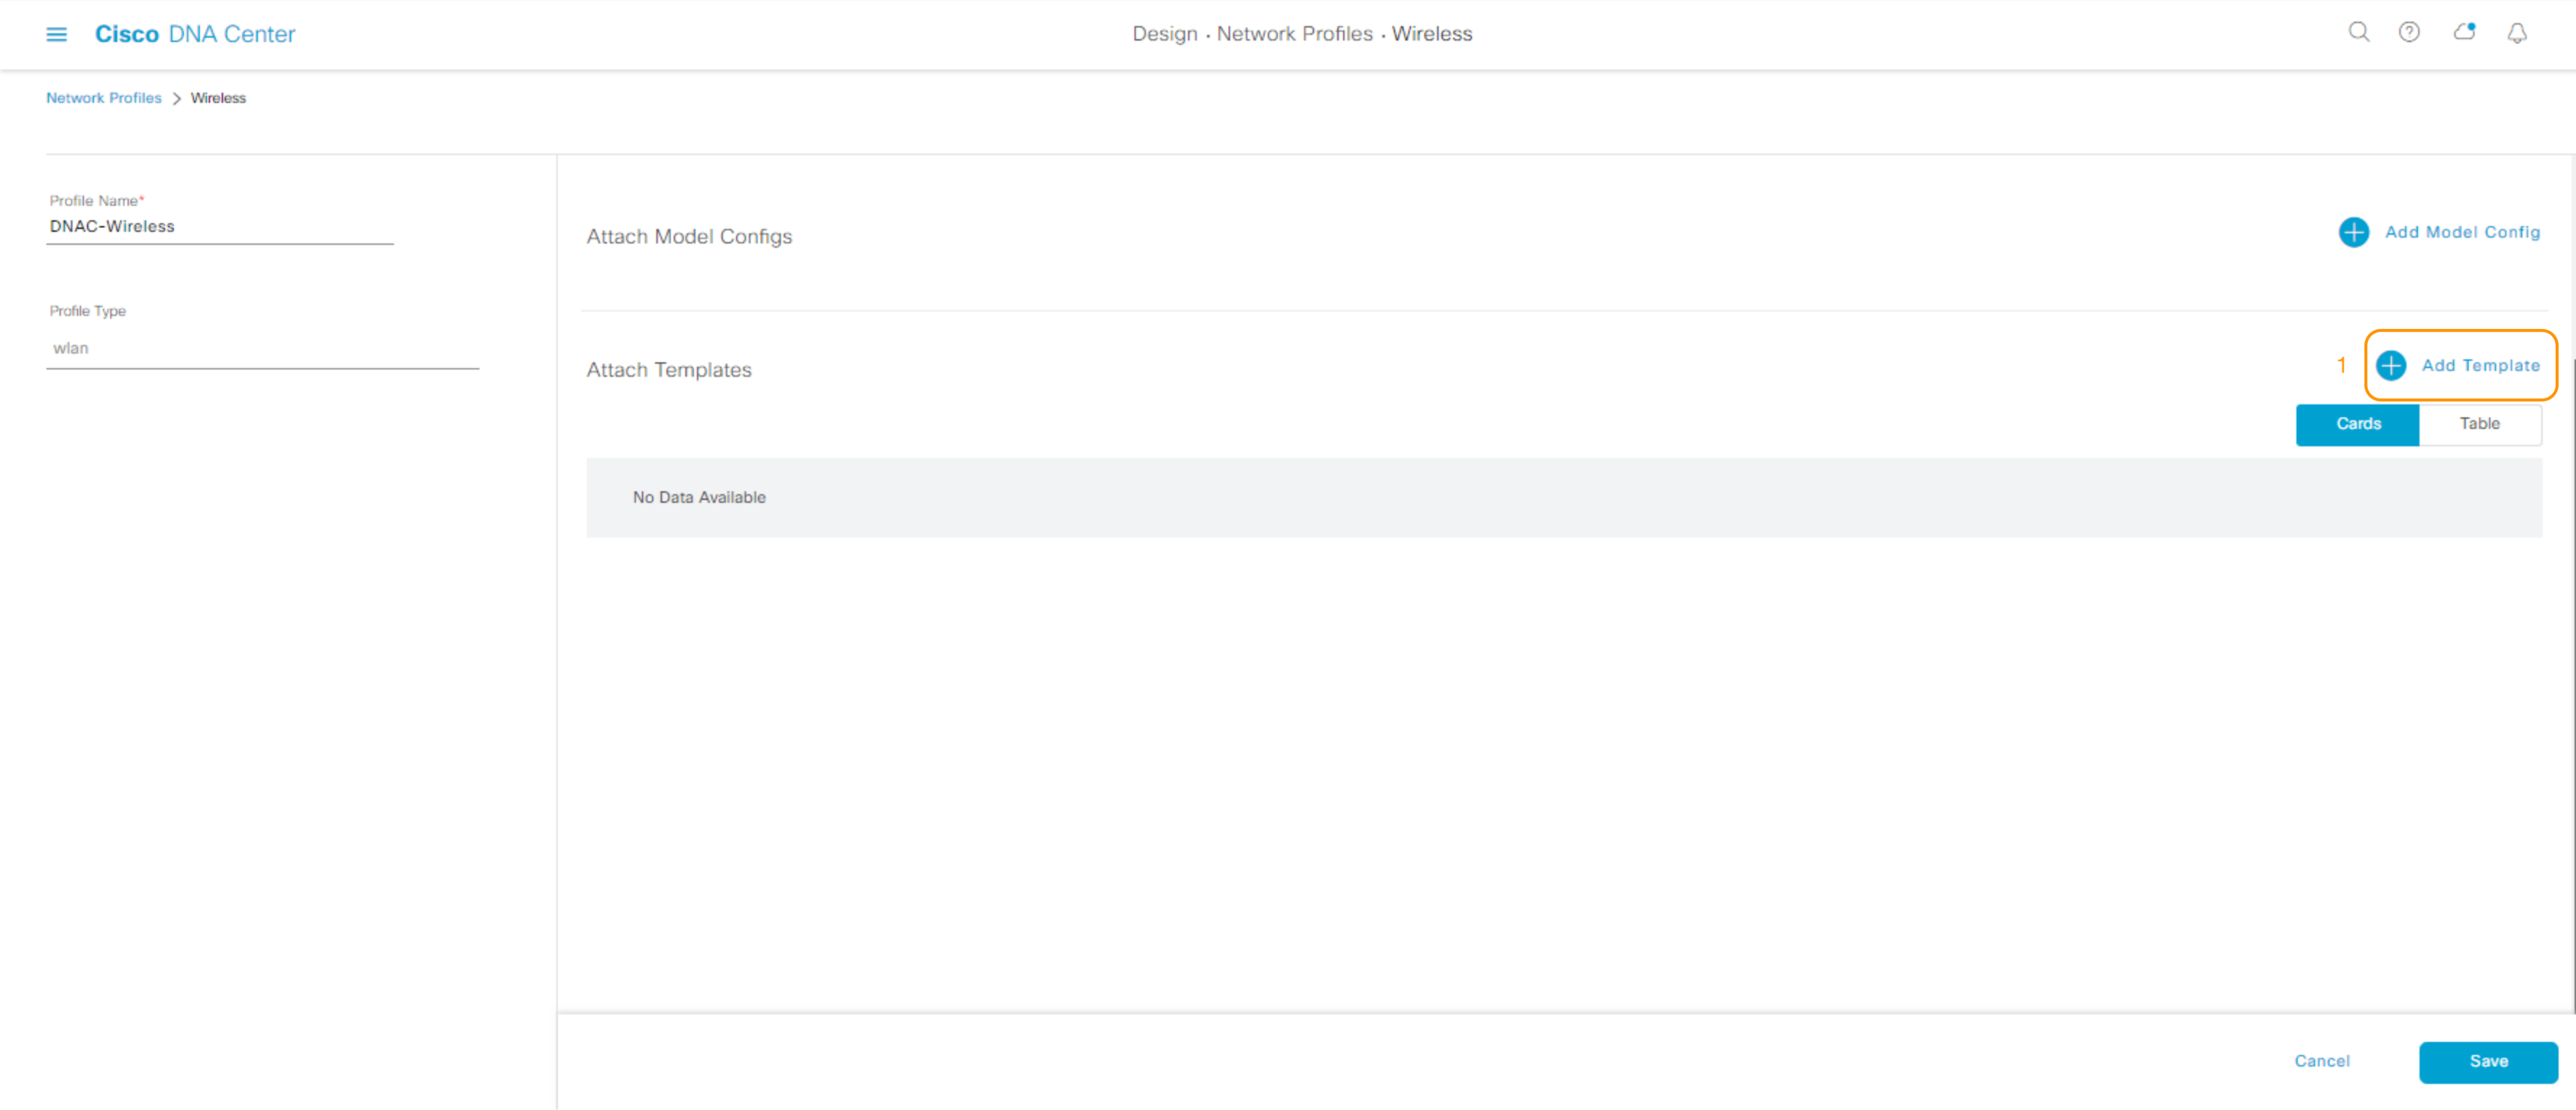 Cisco DNA Center
Design · Network Profiles · Wireless
Network Profiles > Wireless
Profile Name*
DNAC-Wireless
Profile Type
wlan
Attach Model Configs
Add Model Config
Attach Templates
1
Add Template
Cards
Table
No Data Available
Cancel
Save